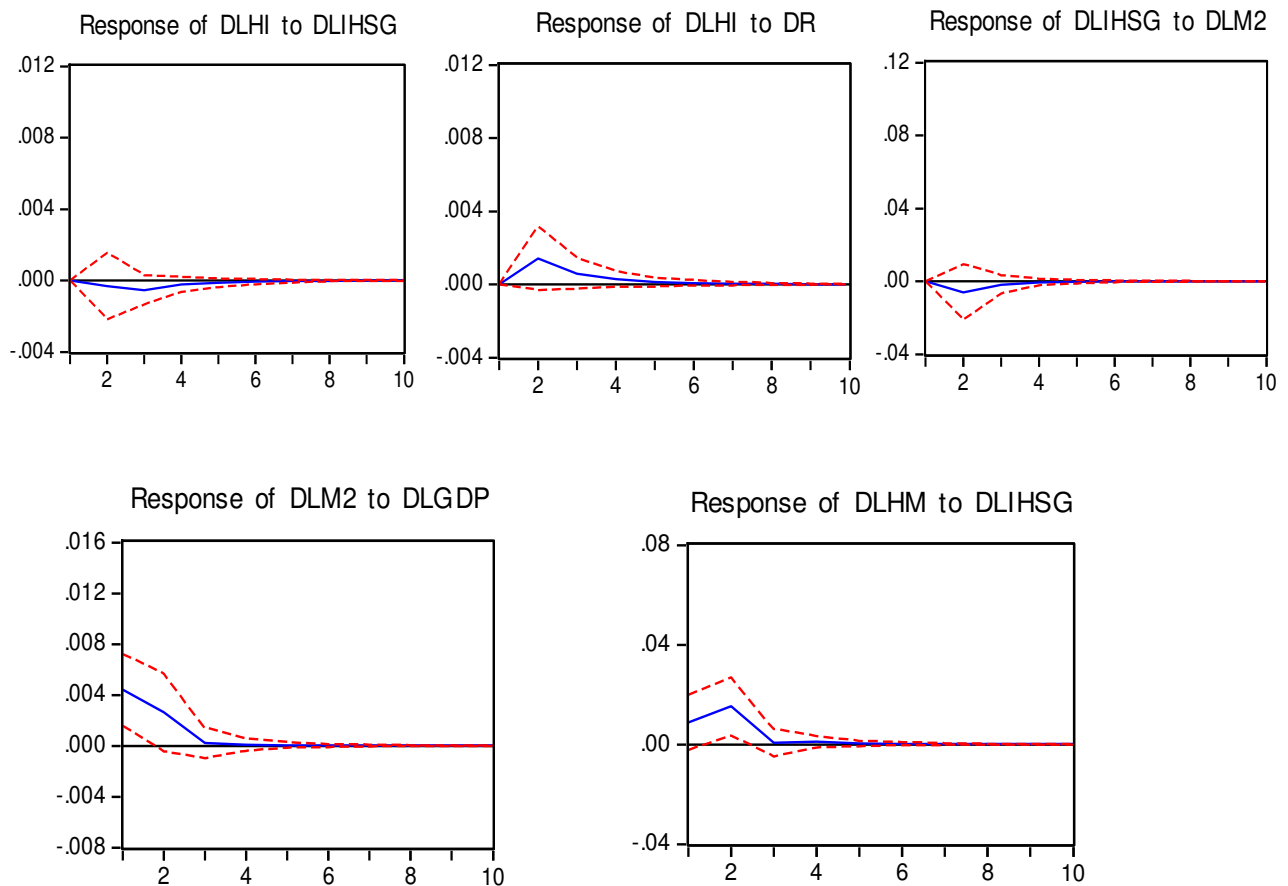 Response of DLHI to DLIHSG
.012
.008
.004
.000
-.004
2 4 6 8 10
Response of DLHI to DR
.012
.008
.004
.000
-.004
2 4 6 8 10
Response of DLIHSG to DLM2
.12
.08
.04
.00
-.04
2 4 6 8 10
Response of DLM2 to DLGDP
.016
.012
.008
.004
.000
-.004
-.008
2 4 6 8 10
Response of DLHM to DLIHSG
.08
.04
.00
-.04
2 4 6 8 10